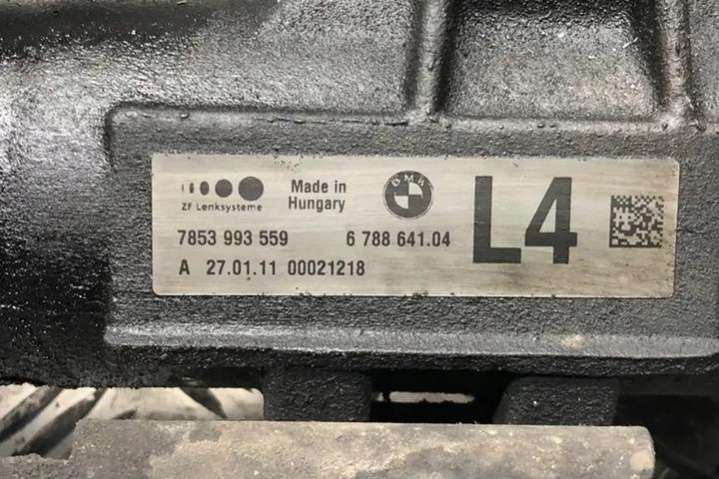 ZF Lenksysteme
Made in
Hungary
BMW
L4
7853 993 559
6 788 641.04
A 27.01.11 00021218